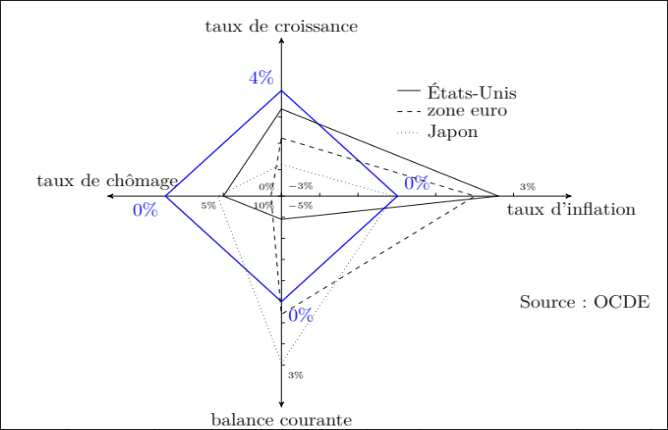 taux de croissance
4%
États-Unis
zone euro
Japon
taux de chômage
0%
−3%
0%
3%
0%
5%
10%
−5%
taux d'inflation
Source : OCDE
0%
3%
balance courante